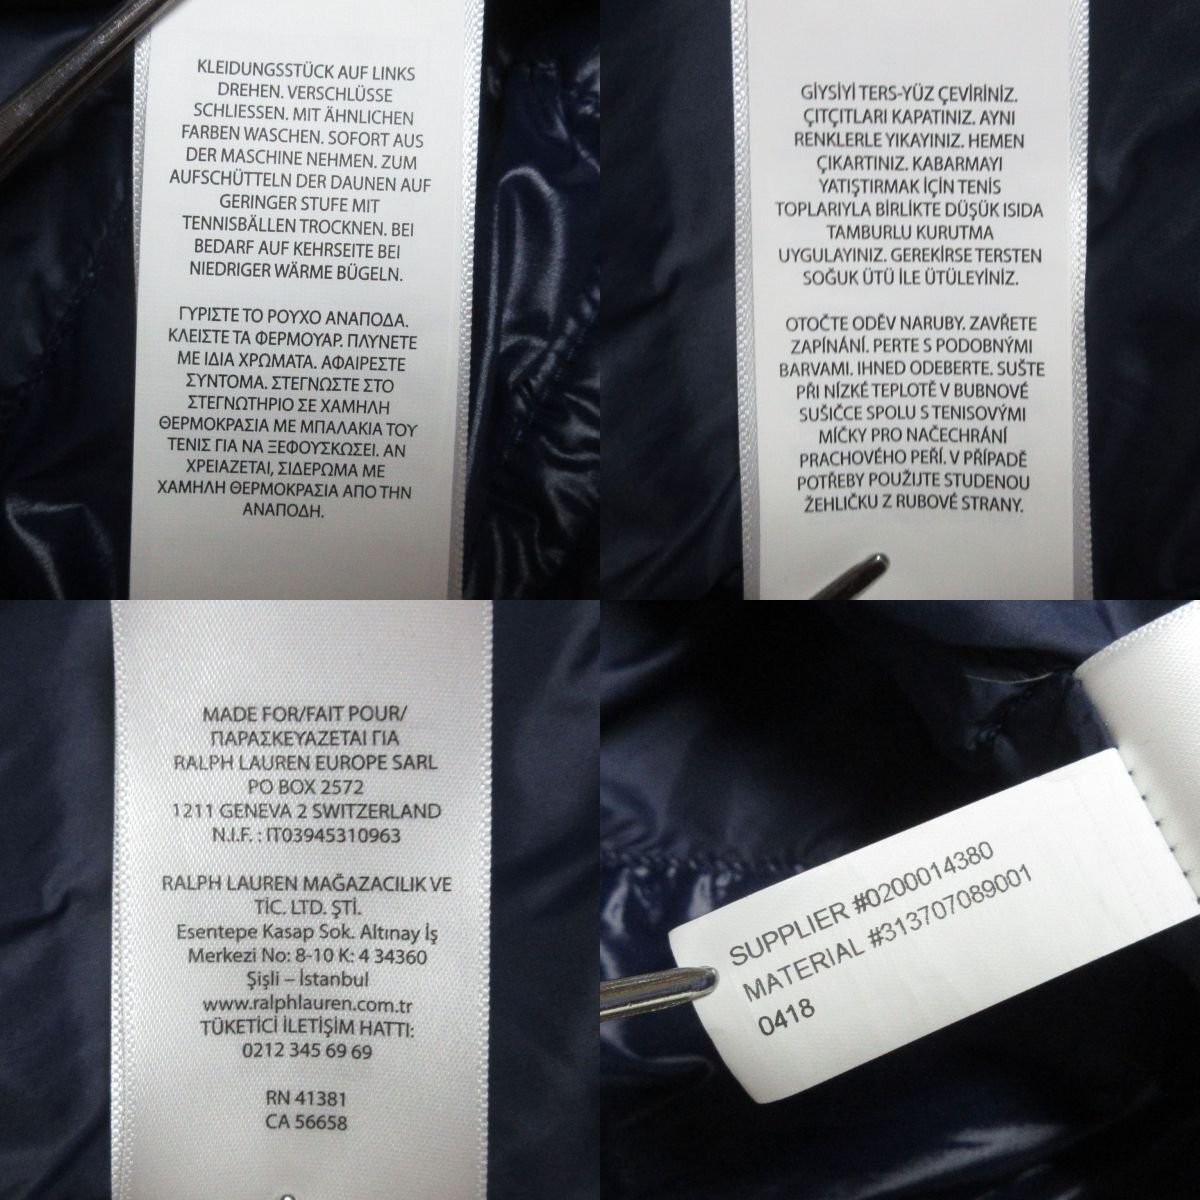 KLEIDUNGSSTÜCK AUF LINKS
DREHEN. VERSCHLÜSSE
SCHLIESSEN. MIT ÄHNLICHEN
FARBEN WASCHEN. SOFORT AUS
DER MASCHINE NEHMEN. ZUM
AUFSCHÜTTELN DER DAUNEN AUF
GERINGER STUFE MIT
TENNISBÄLLEN TROCKNEN. BEI
BEDARF AUF KEHRSEITE BEI
NIEDRIGER WÄRME BÜGELN.
ΓΥΡΙΣΤΕ ΤΟ ΡΟΥΧΟ ΑΝΑΠΟΔΑ.
ΚΛΕΙΣΤΕ ΤΑ ΦΕΡΜΟΥΑΡ. ΠΛΥΝΕΤΕ
ΜΕ ΙΔΙΑ ΧΡΩΜΑΤΑ. ΑΦΑΙΡΕΣΤΕ
ΣΥΝΤΟΜΑ. ΣΤΕΓΝΩΣΤΕ ΣΤΟ
ΣΤΕΓΝΩΤΗΡΙΟ ΣΕ ΧΑΜΗΛΗ
ΘΕΡΜΟΚΡΑΣΙΑ ΜΕ ΜΠΑΛΑΚΙΑ ΤΟΥ
ΤΕΝΙΣ ΓΙΑ ΝΑ ΞΕΦΟΥΣΚΩΣΕΙ. ΑΝ
ΧΡΕΙΑΖΕΤΑΙ, ΣΙΔΕΡΩΜΑ ΜΕ
ΧΑΜΗΛΗ ΘΕΡΜΟΚΡΑΣΙΑ ΑΠΟ ΤΗΝ
ΑΝΑΠΟΔΗ.
GİYSİYİ TERS-YÜZ ÇEVİRİNİZ.
ÇITÇITLARI KAPATINIZ. AYNI
RENKLERLE YIKAYINIZ. HEMEN
ÇIKARTINIZ. KABARMAYI
YATIŞTIRMAK İÇİN TENİS
TOPLARIYLA BİRLİKTE DÜŞÜK ISIDA
TAMBURLU KURUTMA
UYGULAYINIZ. GEREKİRSE TERSTEN
SOĞUK ÜTÜ İLE ÜTÜLEYİNİZ.
OTOČTE ODĚV NARUBY. ZAVŘETE
ZAPÍNÁNÍ. PERTE S PODOBNÝMI
BARVAMI. IHNED ODEBERTE. SUŠTE
PŘI NÍZKÉ TEPLOTĚ V BUBNOVÉ
SUŠIČCE SPOLU S TENISOVÝMI
MÍČKY PRO NAČECHRÁNÍ
PRACHOVÉHO PEŘÍ. V PŘÍPADĚ
POTŘEBY POUŽIJTE STUDENOU
ŽEHLIČKU Z RUBOVÉ STRANY.
MADE FOR/FAIT POUR/
ΠΑΡΑΣΚΕΥΑΖΕΤΑΙ ΓΙΑ
RALPH LAUREN EUROPE SARL
PO BOX 2572
1211 GENEVA 2 SWITZERLAND
N.I.F. : IT03945310963
RALPH LAUREN MAĞAZACILIK VE
TİC. LTD. ŞTİ.
Esentepe Kasap Sok. Altınay İş
Merkezi No: 8-10 K: 4 34360
Şişli – İstanbul
www.ralphlauren.com.tr
TÜKETİCİ İLETİŞİM HATTI:
0212 345 69 69
RN 41381
CA 56658
SUPPLIER #0200014380
MATERIAL #313707089001
0418